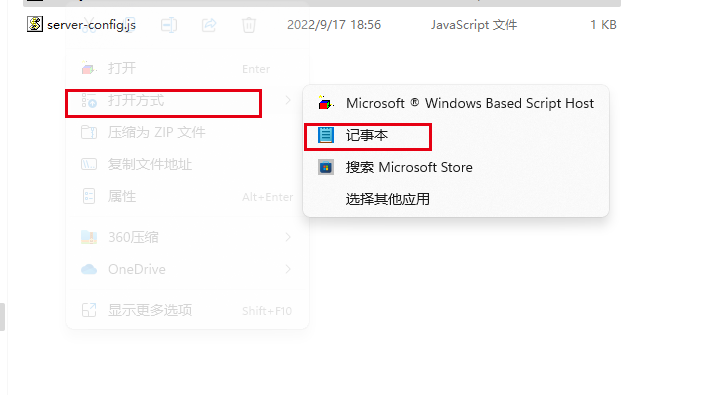 server-config.js 2022/9/17 18:56 JavaScript 文件 1 KB
打开 Enter
打开方式
压缩为 ZIP 文件
复制文件地址
属性 Alt+Enter
360压缩
OneDrive
显示更多选项 Shift+F10
Microsoft ® Windows Based Script Host
记事本
搜索 Microsoft Store
选择其他应用